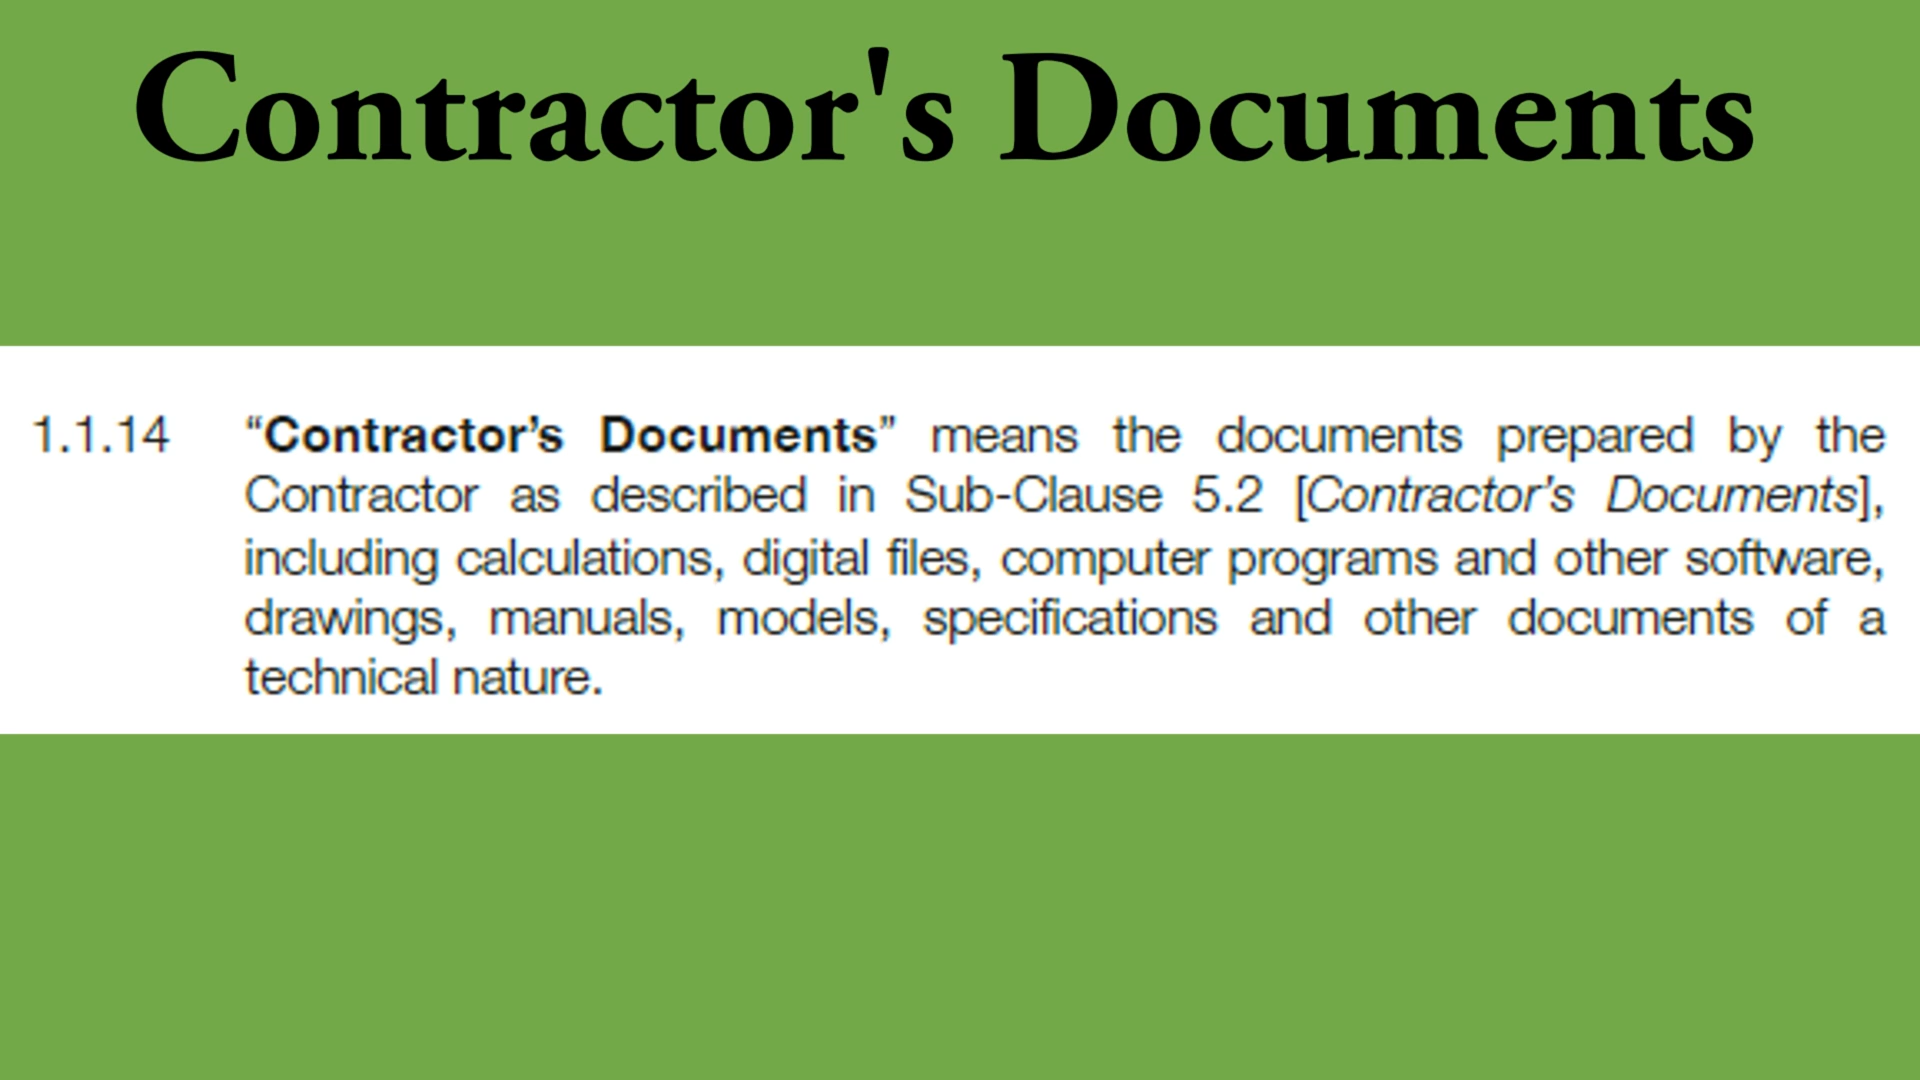 Contractor's Documents
1.1.14 “Contractor’s Documents” means the documents prepared by the
Contractor as described in Sub-Clause 5.2 [Contractor’s Documents],
including calculations, digital files, computer programs and other software,
drawings, manuals, models, specifications and other documents of a
technical nature.